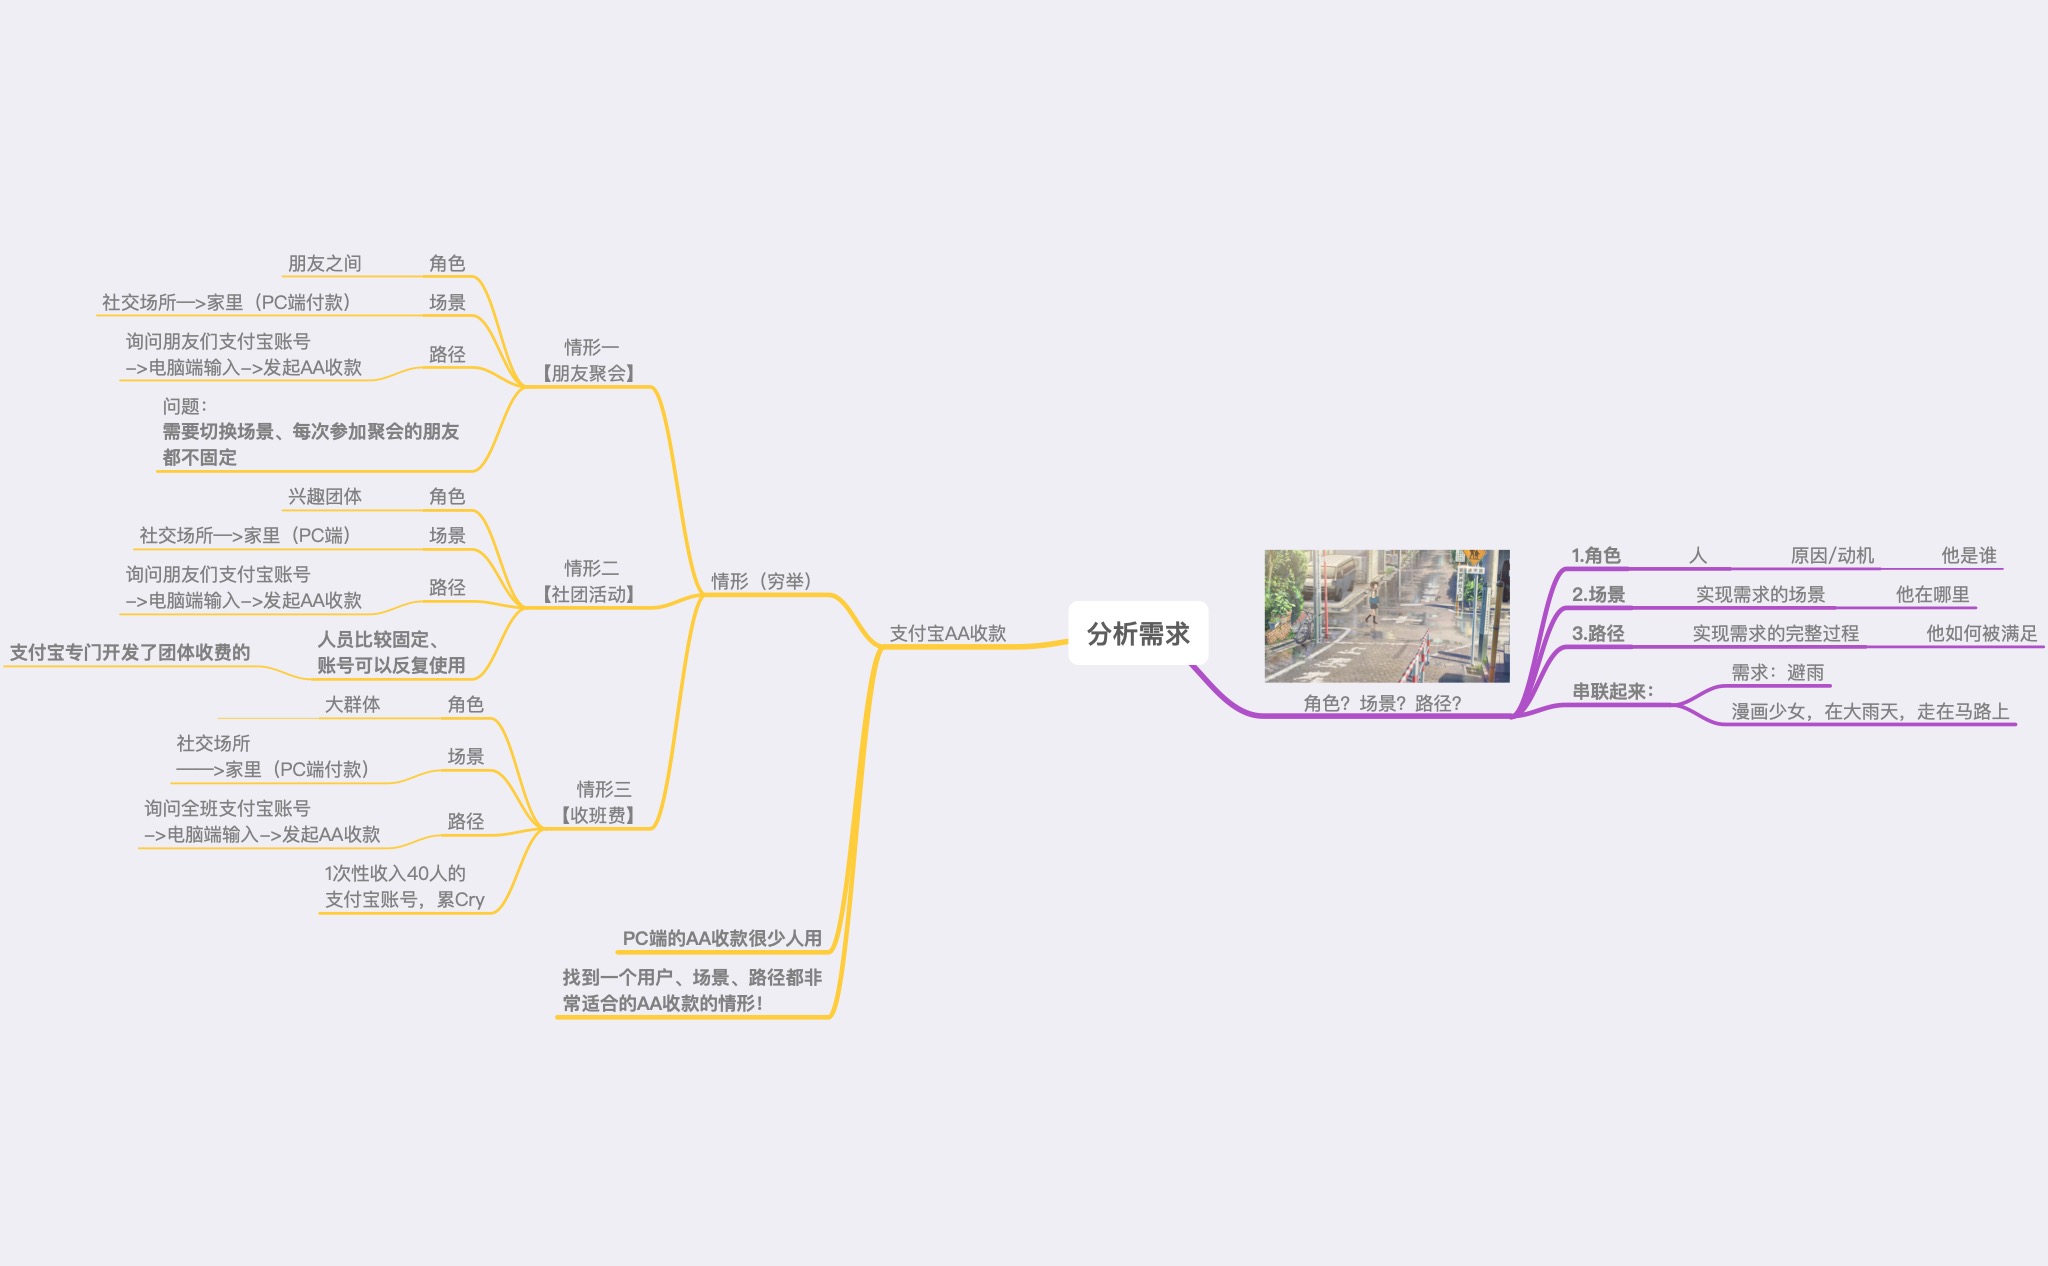 分析需求
角色？场景？路径？
1.角色
人
原因/动机
他是谁
2.场景
实现需求的场景
他在哪里
3.路径
实现需求的完整过程
他如何被满足
串联起来：
需求：避雨
漫画少女，在大雨天，走在马路上
支付宝AA收款
情形（穷举）
情形一
【朋友聚会】
角色
朋友之间
场景
社交场所—>家里（PC端付款）
路径
询问朋友们支付宝账号
->电脑端输入->发起AA收款
问题：
需要切换场景、每次参加聚会的朋友
都不固定
情形二
【社团活动】
角色
兴趣团体
场景
社交场所—>家里（PC端）
路径
询问朋友们支付宝账号
->电脑端输入->发起AA收款
人员比较固定、
账号可以反复使用
支付宝专门开发了团体收费的
情形三
【收班费】
角色
大群体
场景
社交场所
——>家里（PC端付款）
路径
询问全班支付宝账号
->电脑端输入->发起AA收款
1次性收入40人的
支付宝账号，累Cry
PC端的AA收款很少人用
找到一个用户、场景、路径都非
常适合的AA收款的情形！